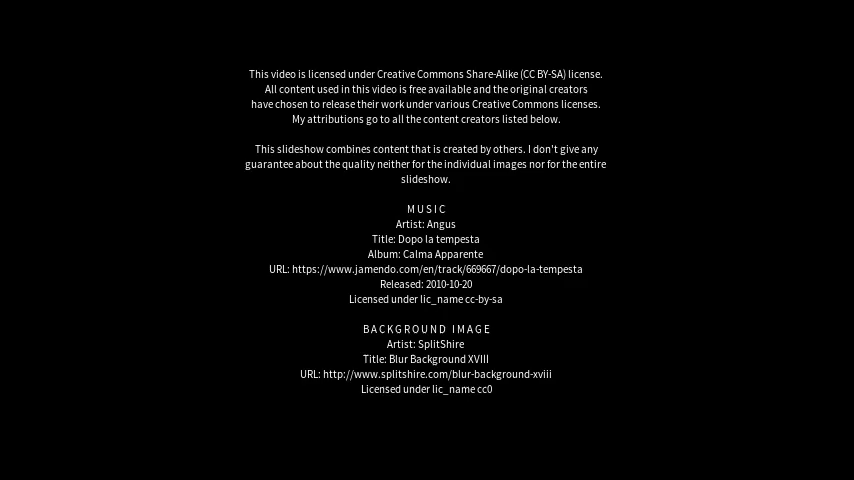 This video is licensed under Creative Commons Share-Alike (CC BY-SA) license.
All content used in this video is free available and the original creators
have chosen to release their work under various Creative Commons licenses.
My attributions go to all the content creators listed below.
This slideshow combines content that is created by others. I don't give any
guarantee about the quality neither for the individual images nor for the entire
slideshow.
MUSIC
Artist: Angus
Title: Dopo la tempesta
Album: Calma Apparente
URL: https://www.jamendo.com/en/track/669667/dopo-la-tempesta
Released: 2010-10-20
Licensed under lic_name cc-by-sa
BACKGROUND IMAGE
Artist: SplitShire
Title: Blur Background XVIII
URL: http://www.splitshire.com/blur-background-xviii
Licensed under lic_name cc0